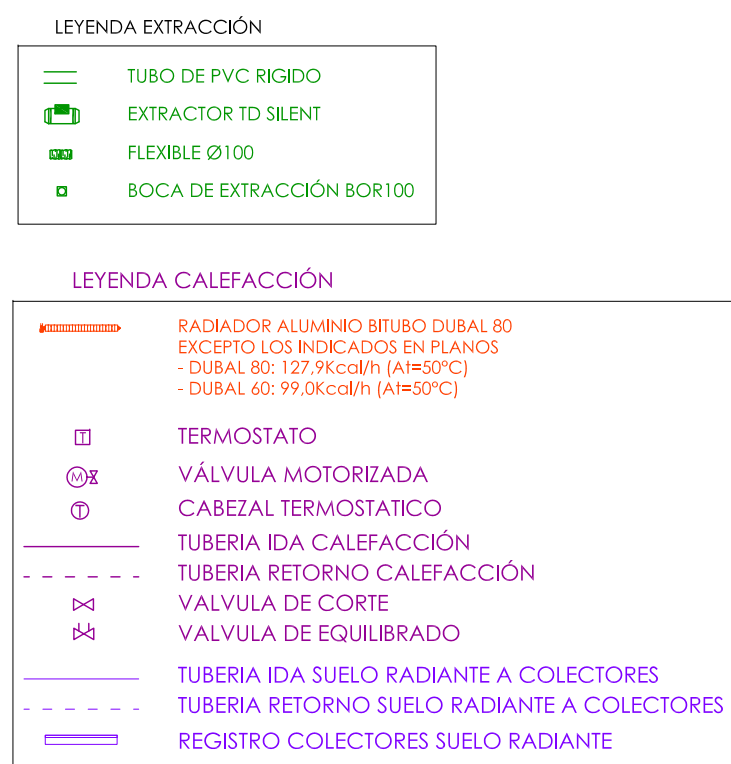 LEYENDA EXTRACCIÓN
TUBO DE PVC RIGIDO
EXTRACTOR TD SILENT
FLEXIBLE Ø100
BOCA DE EXTRACCIÓN BOR100
LEYENDA CALEFACCIÓN
RADIADOR ALUMINIO BITUBO DUBAL 80
EXCEPTO LOS INDICADOS EN PLANOS
- DUBAL 80: 127,9Kcal/h (At=50°C)
- DUBAL 60: 99,0Kcal/h (At=50°C)
T TERMOSTATO
M VÁLVULA MOTORIZADA
T CABEZAL TERMOSTATICO
TUBERIA IDA CALEFACCIÓN
TUBERIA RETORNO CALEFACCIÓN
VALVULA DE CORTE
VALVULA DE EQUILIBRADO
TUBERIA IDA SUELO RADIANTE A COLECTORES
TUBERIA RETORNO SUELO RADIANTE A COLECTORES
REGISTRO COLECTORES SUELO RADIANTE